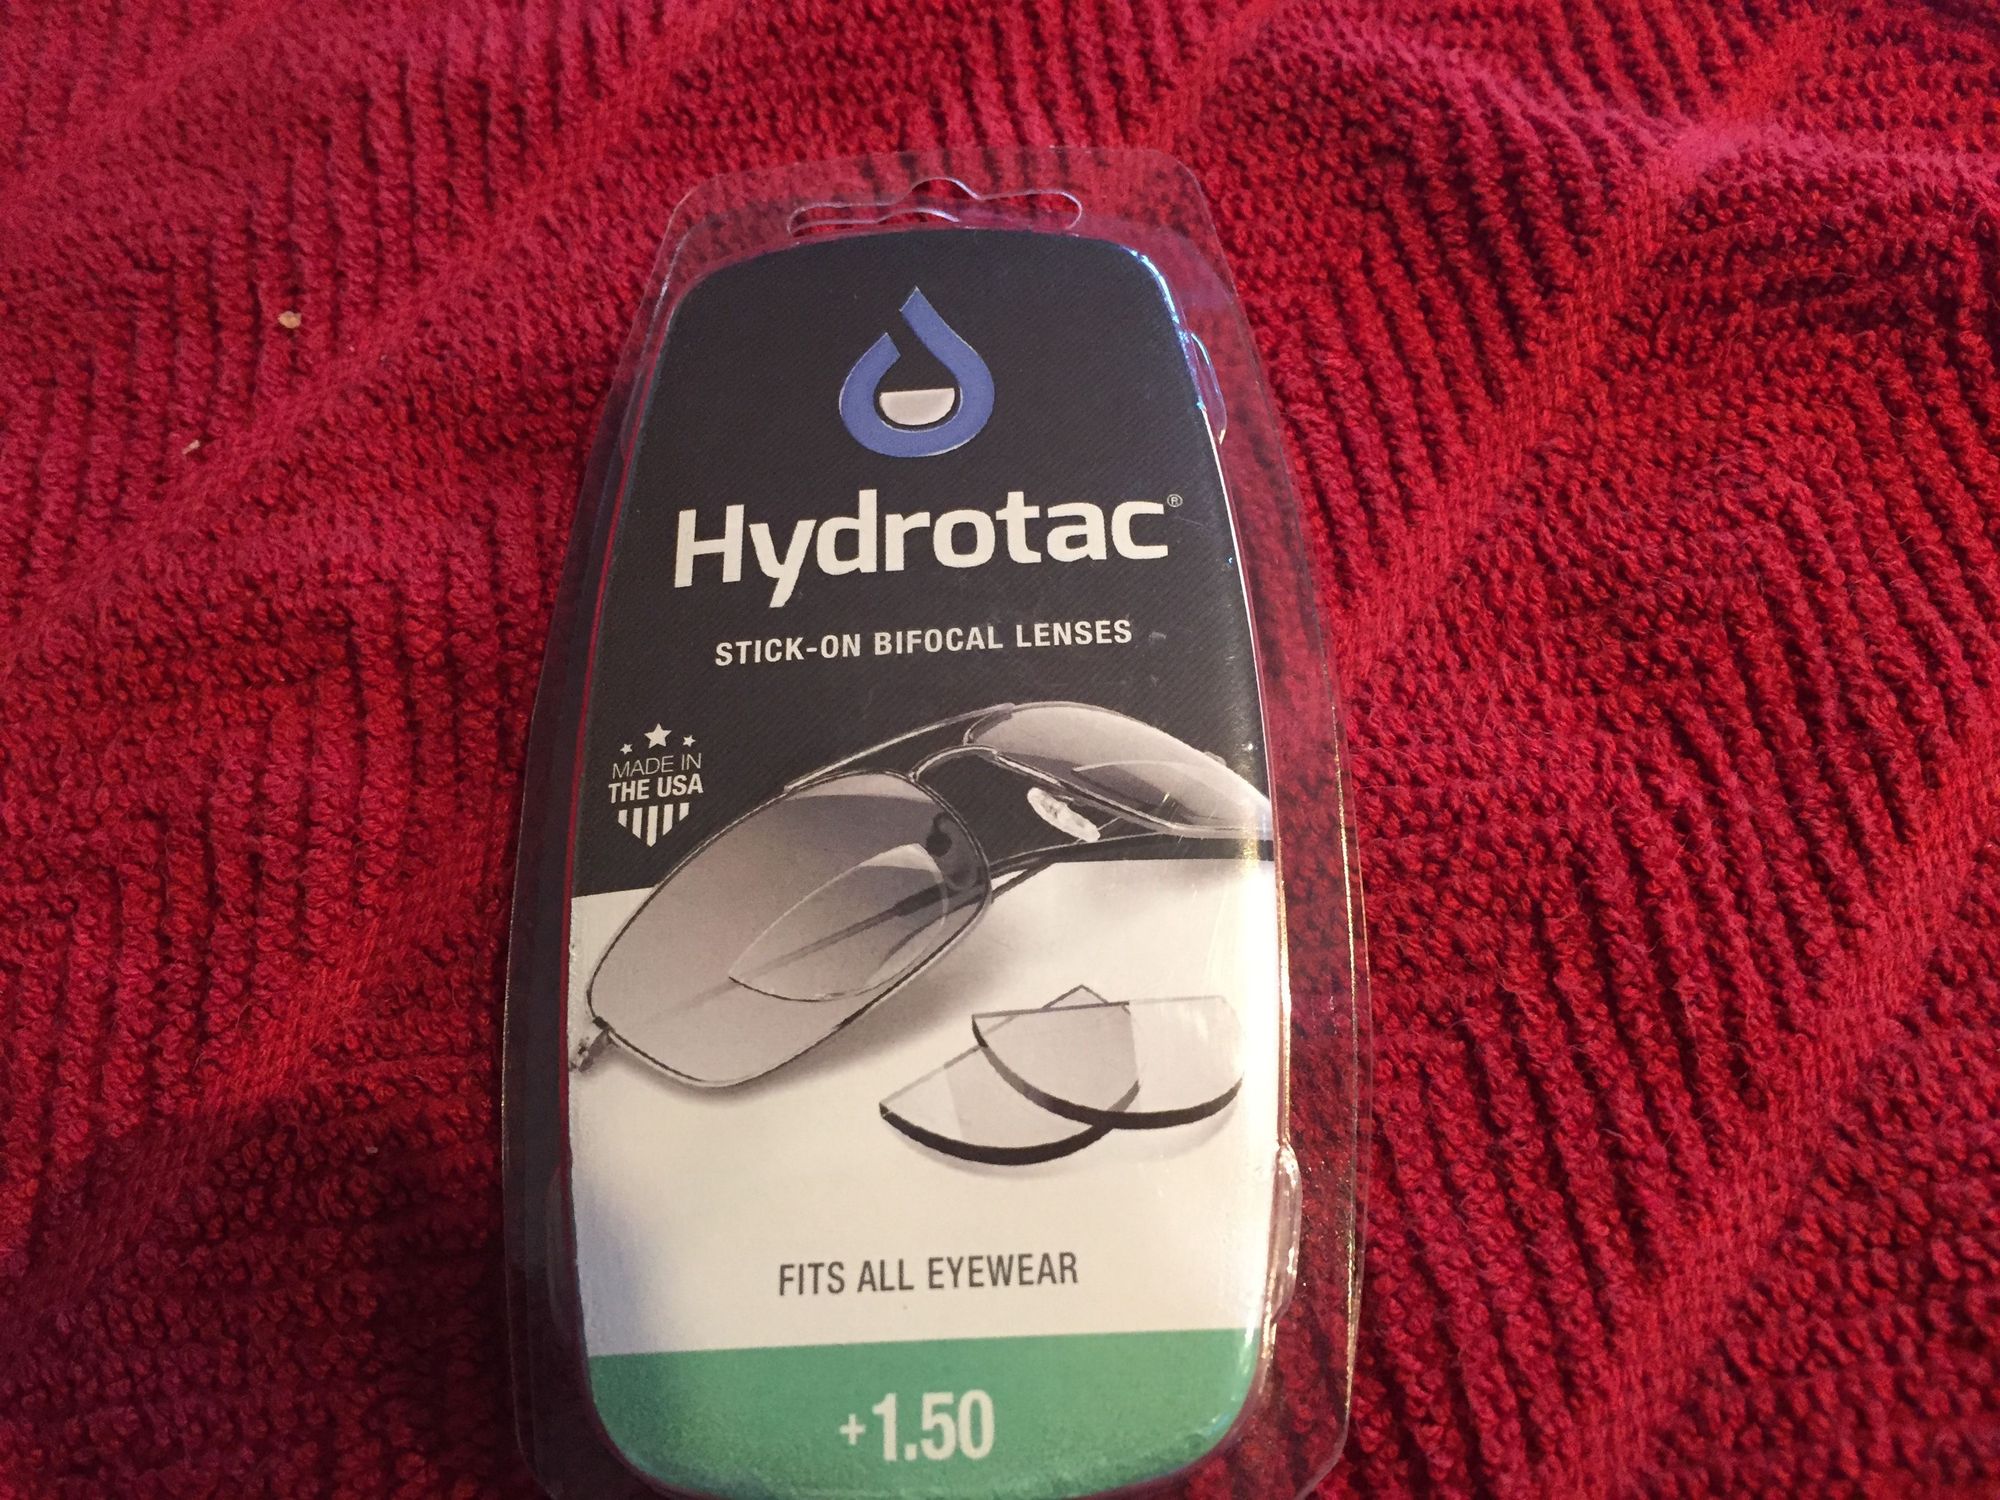 Hydrotac®
STICK-ON BIFOCAL LENSES
MADE IN
THE USA
FITS ALL EYEWEAR
+1.50